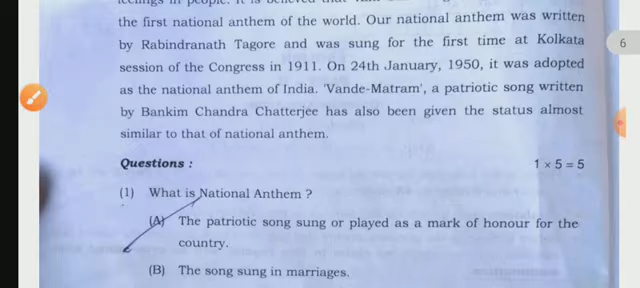 the first national anthem of the world. Our national anthem was written
by Rabindranath Tagore and was sung for the first time at Kolkata
session of the Congress in 1911. On 24th January, 1950, it was adopted
as the national anthem of India. 'Vande-Matram', a patriotic song written
by Bankim Chandra Chatterjee has also been given the status almost
similar to that of national anthem.
Questions : 1 × 5 = 5
(1) What is National Anthem ?
(A) The patriotic song sung or played as a mark of honour for the
country.
(B) The song sung in marriages.
6